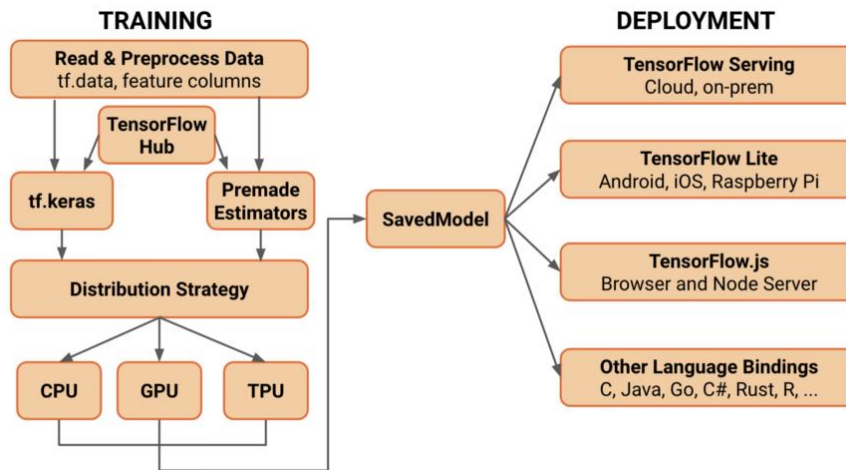 TRAINING
Read & Preprocess Data
tf.data, feature columns
TensorFlow
Hub
tf.keras
Premade
Estimators
Distribution Strategy
CPU
GPU
TPU
SavedModel
DEPLOYMENT
TensorFlow Serving
Cloud, on-prem
TensorFlow Lite
Android, iOS, Raspberry Pi
TensorFlow.js
Browser and Node Server
Other Language Bindings
C, Java, Go, C#, Rust, R, ...